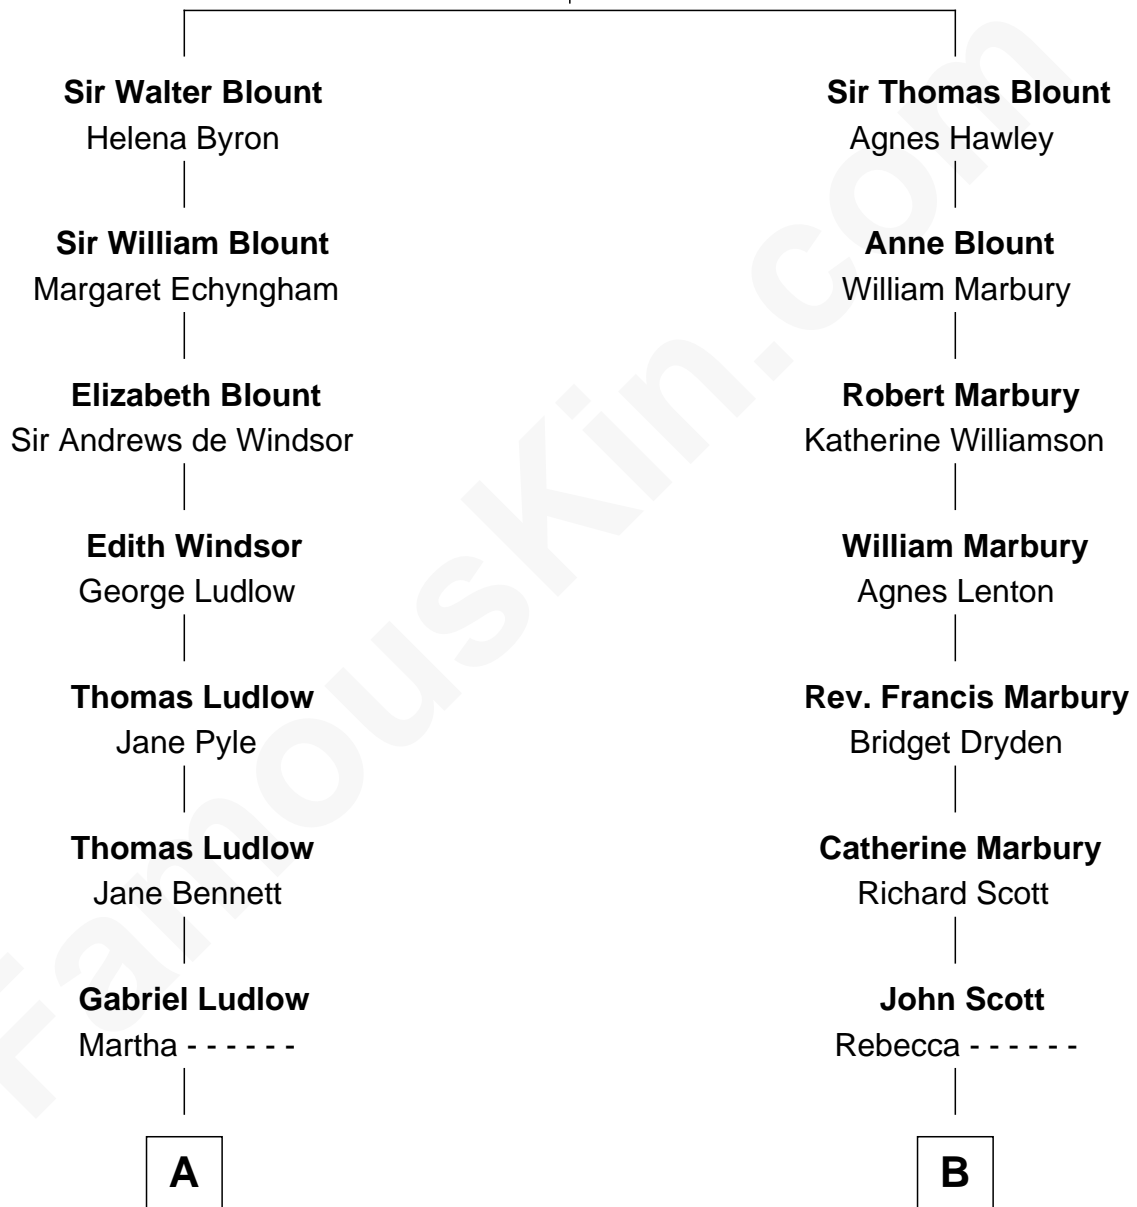 Sir Walter Blount
Helena Byron
Sir Thomas Blount
Agnes Hawley
Sir William Blount
Margaret Echyngham
Anne Blount
William Marbury
Elizabeth Blount
Sir Andrews de Windsor
Robert Marbury
Katherine Williamson
Edith Windsor
George Ludlow
William Marbury
Agnes Lenton
Thomas Ludlow
Jane Pyle
Rev. Francis Marbury
Bridget Dryden
Thomas Ludlow
Jane Bennett
Catherine Marbury
Richard Scott
Gabriel Ludlow
Martha - - - - - -
John Scott
Rebecca - - - - - -
A
B
FamousKin.com